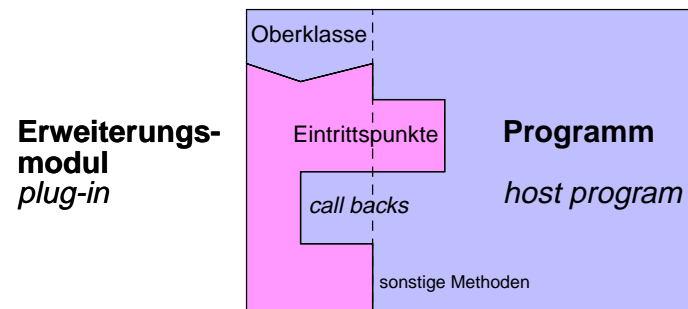 Oberklasse
Erweiterungs-
modul
plug-in
Eintrittspunkte
call backs
Programm
host program
sonstige Methoden